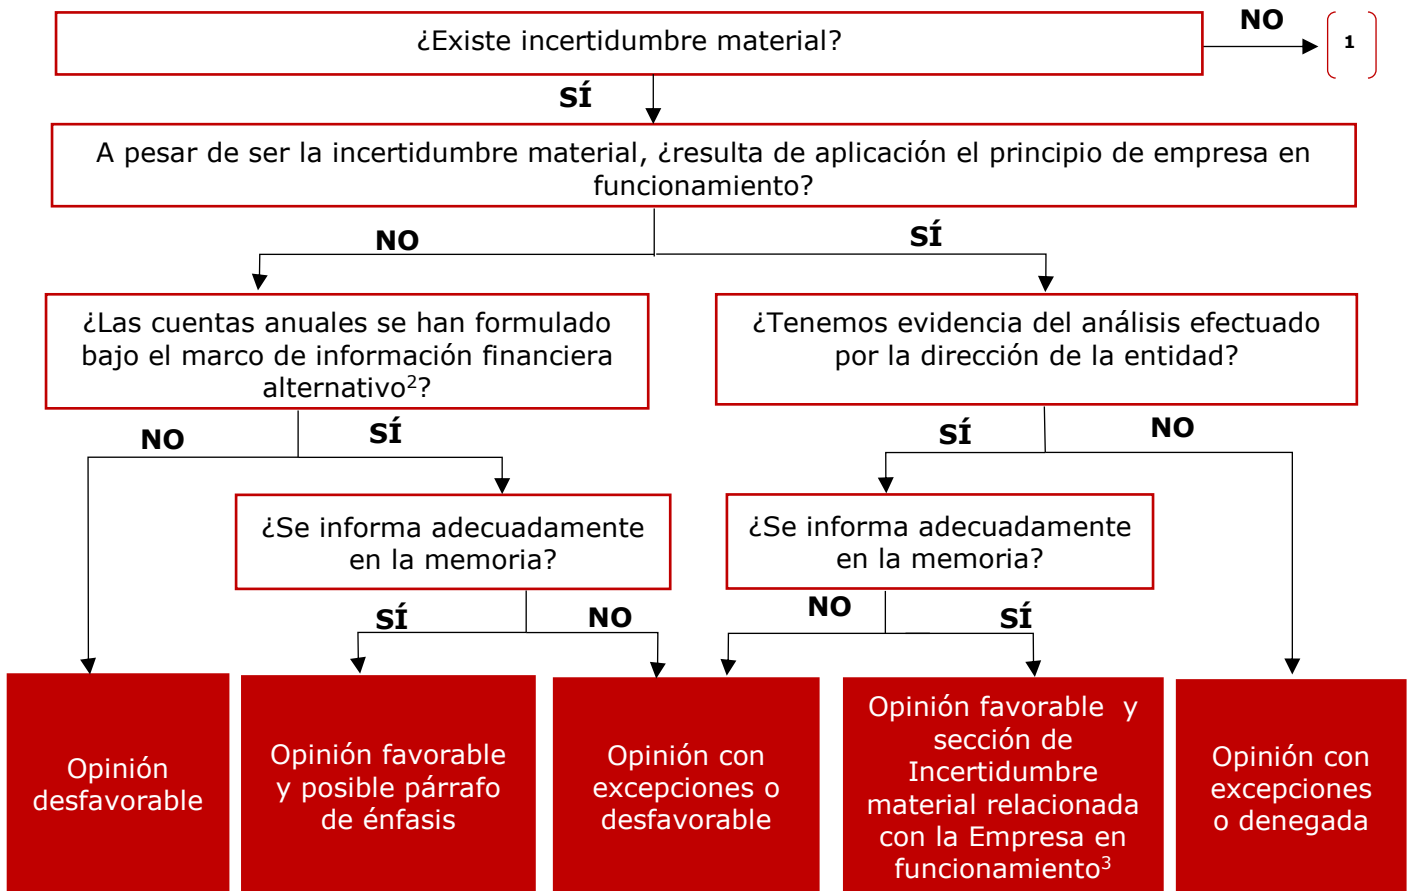 ¿Existe incertidumbre material?
NO
1
SÍ
A pesar de ser la incertidumbre material, ¿resulta de aplicación el principio de empresa en
funcionamiento?
NO
SÍ
¿Las cuentas anuales se han formulado
bajo el marco de información financiera
alternativo²?
¿Tenemos evidencia del análisis efectuado
por la dirección de la entidad?
NO
SÍ
SÍ
NO
¿Se informa adecuadamente
en la memoria?
¿Se informa adecuadamente
en la memoria?
SÍ
NO
NO
SÍ
Opinión
desfavorable
Opinión favorable
y posible párrafo
de énfasis
Opinión con
excepciones o
desfavorable
Opinión favorable y
sección de
Incertidumbre
material relacionada
con la Empresa en
funcionamiento³
Opinión con
excepciones
o denegada